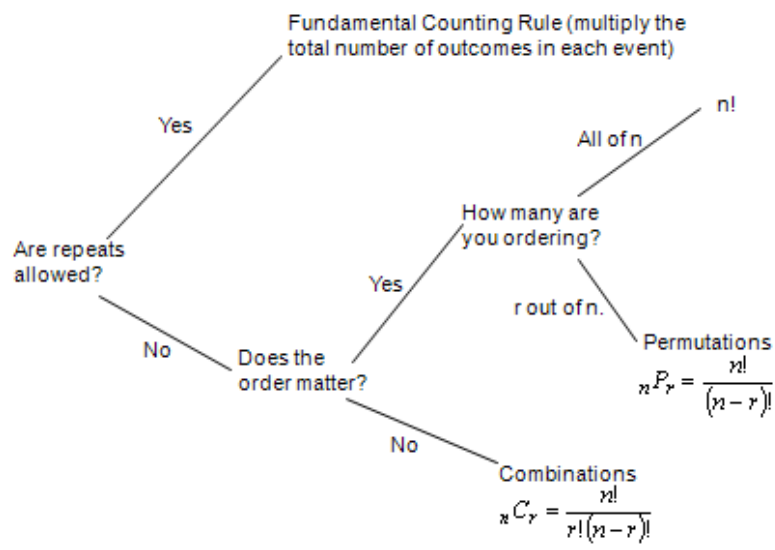 Fundamental Counting Rule (multiply the
total number of outcomes in each event)
Yes
n!
All of n
How many are
you ordering?
Are repeats
allowed?
Yes
r out of n.
No
Does the
order matter?
Permutations
nPr = n!/(n-r)!
No
Combinations
nCr = n!/r!(n-r)!